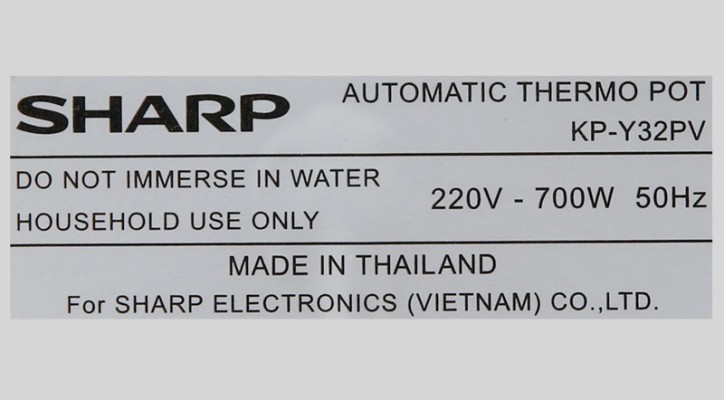 SHARP
AUTOMATIC THERMO POT
KP-Y32PV
DO NOT IMMERSE IN WATER
HOUSEHOLD USE ONLY
220V - 700W 50Hz
MADE IN THAILAND
For SHARP ELECTRONICS (VIETNAM) CO.,LTD.